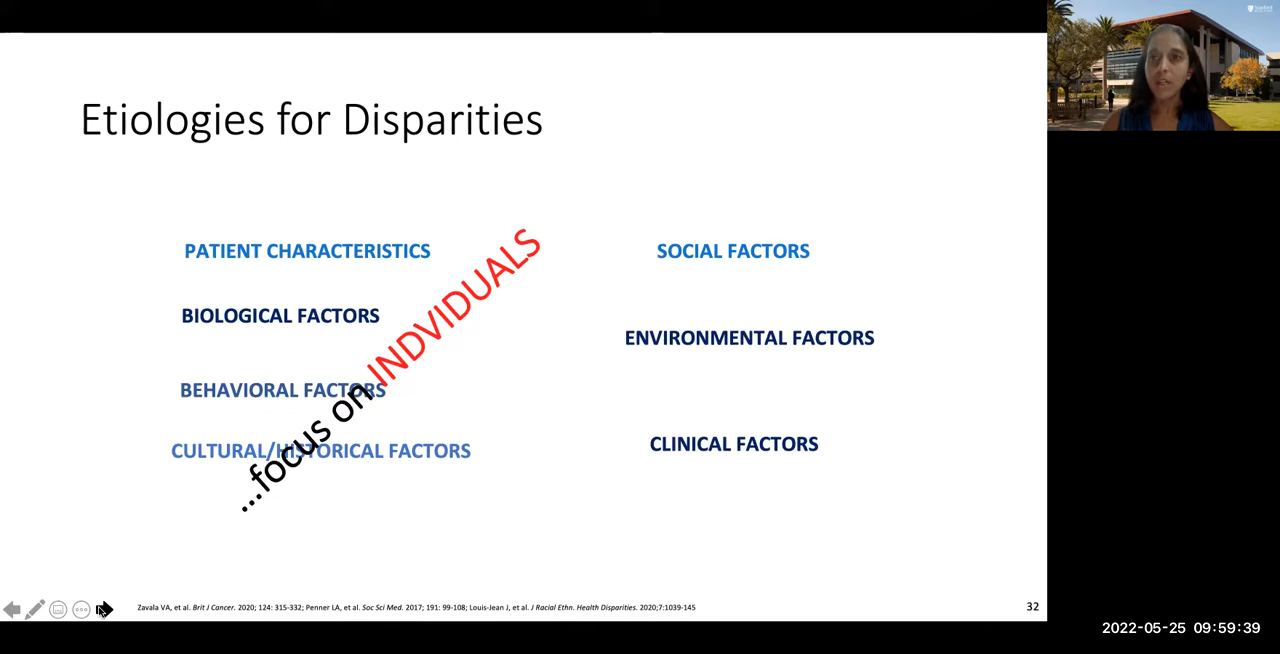 Etiologies for Disparities
PATIENT CHARACTERISTICS
BIOLOGICAL FACTORS
BEHAVIORAL FACTORS
CULTURAL/HISTORICAL FACTORS
...focus on INDVIDUALS
SOCIAL FACTORS
ENVIRONMENTAL FACTORS
CLINICAL FACTORS
Zavala VA, et al. Brit J Cancer. 2020; 124: 315-332; Penner LA, et al. Soc Sci Med. 2017; 191: 99-108; Louis-Jean J, et al. J Racial Ethn. Health Disparities. 2020;7:1039-145
32
2022-05-25 09:59:39